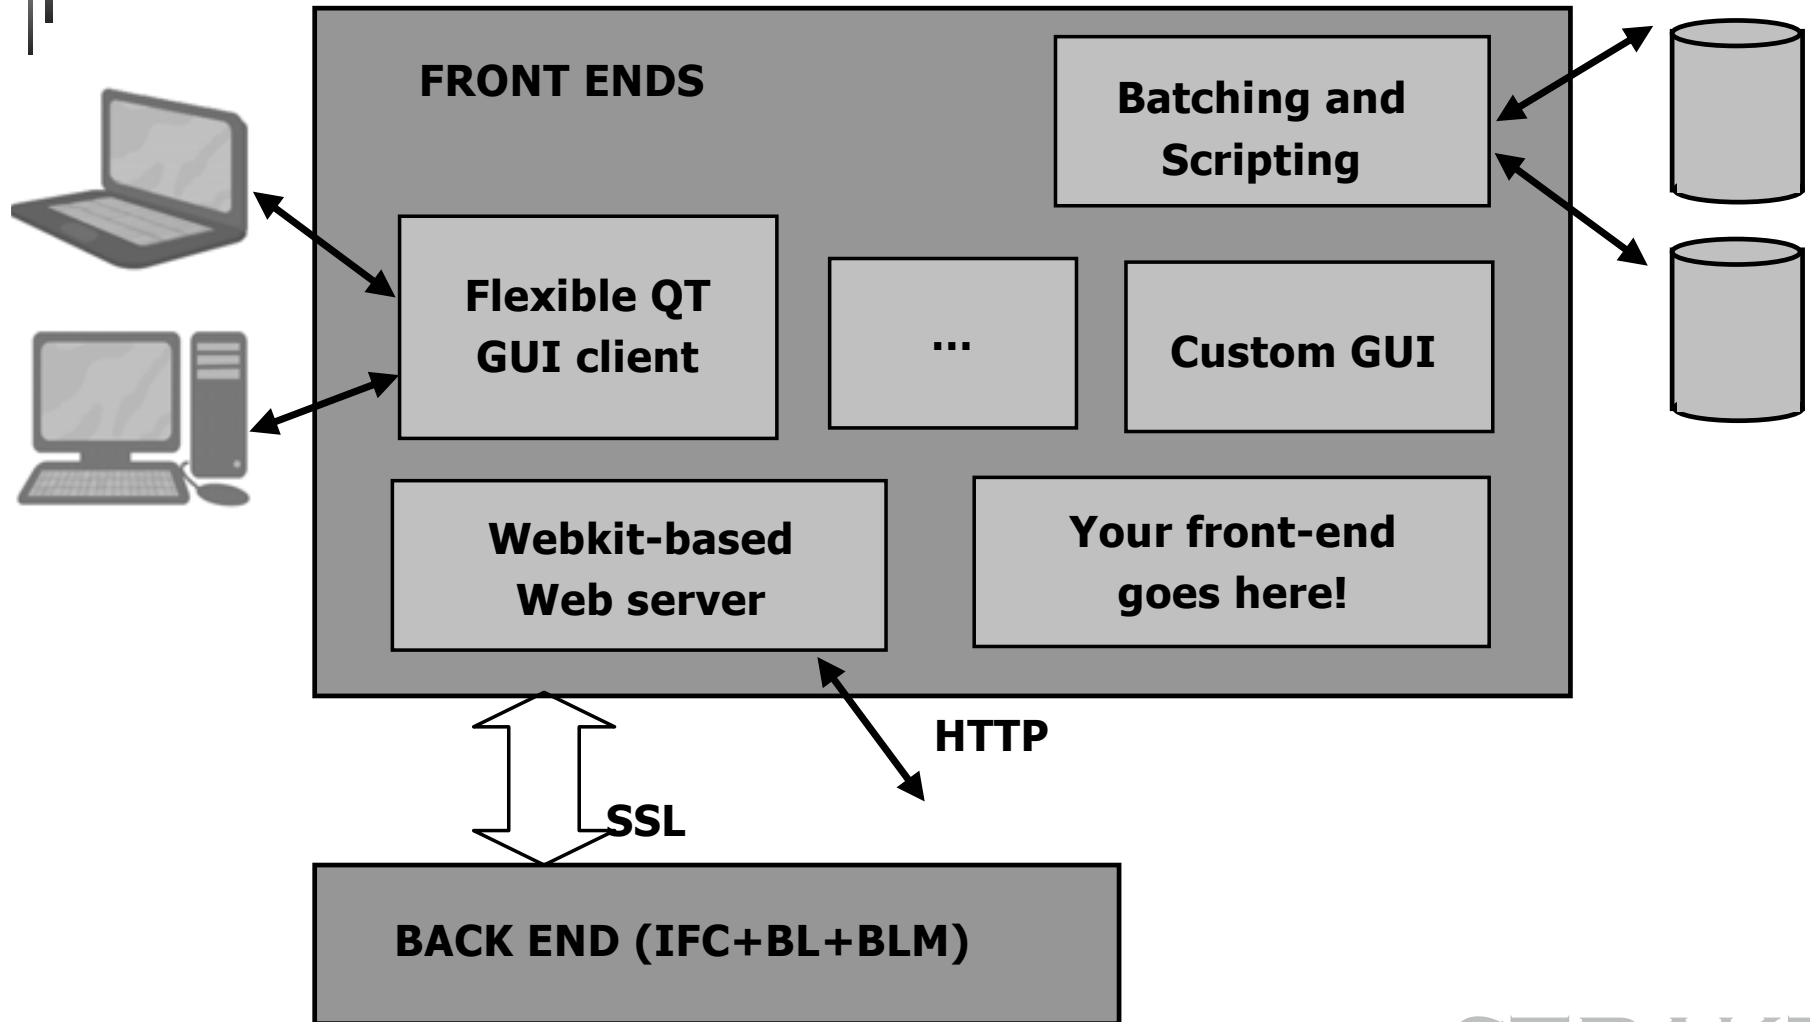 FRONT ENDS
Batching and
Scripting
Flexible QT
GUI client
...
Custom GUI
Webkit-based
Web server
Your front-end
goes here!
HTTP
SSL
BACK END (IFC+BL+BLM)